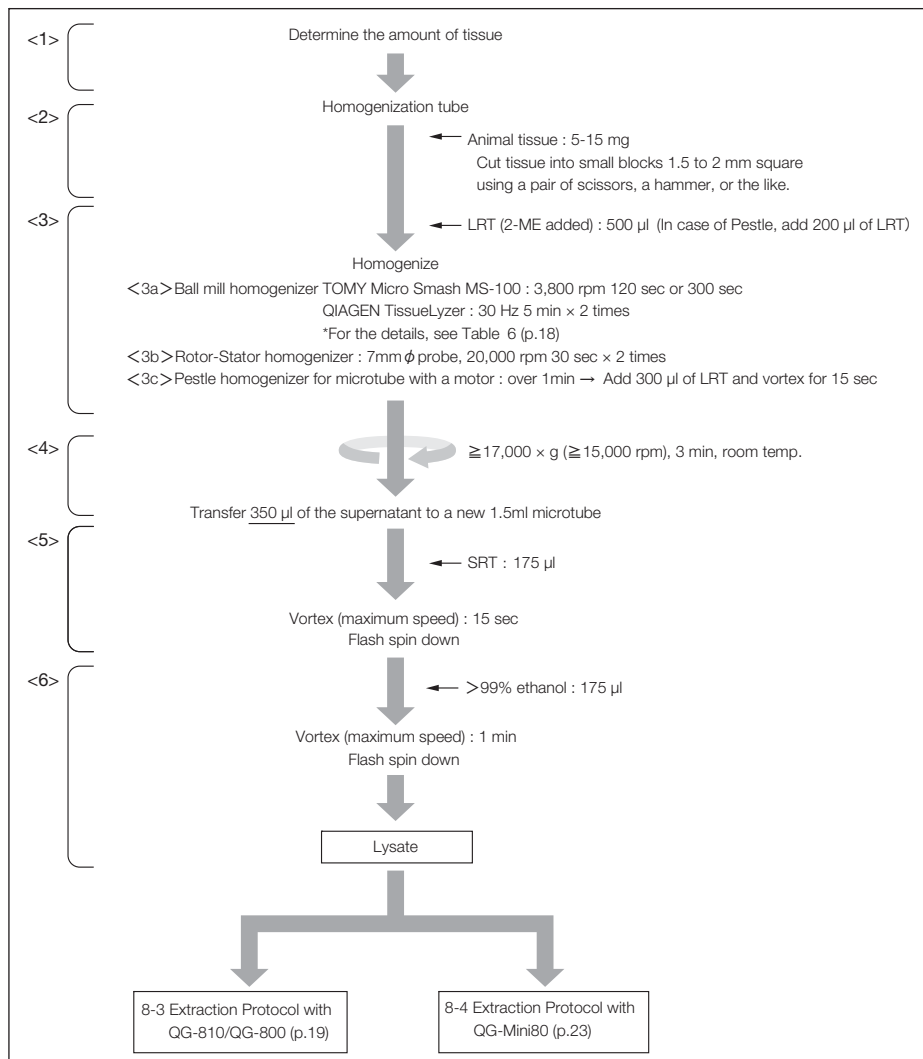 <1>
Determine the amount of tissue
<2>
Homogenization tube
Animal tissue : 5-15 mg
Cut tissue into small blocks 1.5 to 2 mm square
using a pair of scissors, a hammer, or the like.
<3>
LRT (2-ME added) : 500 µl (In case of Pestle, add 200 µl of LRT)
Homogenize
<3a>Ball mill homogenizer TOMY Micro Smash MS-100 : 3,800 rpm 120 sec or 300 sec
QIAGEN TissueLyzer : 30 Hz 5 min × 2 times
*For the details, see Table 6 (p.18)
<3b>Rotor-Stator homogenizer : 7mm ϕ probe, 20,000 rpm 30 sec × 2 times
<3c>Pestle homogenizer for microtube with a motor : over 1min → Add 300 µl of LRT and vortex for 15 sec
<4>
≧17,000 × g (≧15,000 rpm), 3 min, room temp.
Transfer 350 µl of the supernatant to a new 1.5ml microtube
<5>
SRT : 175 µl
Vortex (maximum speed) : 15 sec
Flash spin down
<6>
>99% ethanol : 175 µl
Vortex (maximum speed) : 1 min
Flash spin down
Lysate
8-3 Extraction Protocol with
QG-810/QG-800 (p.19)
8-4 Extraction Protocol with
QG-Mini80 (p.23)